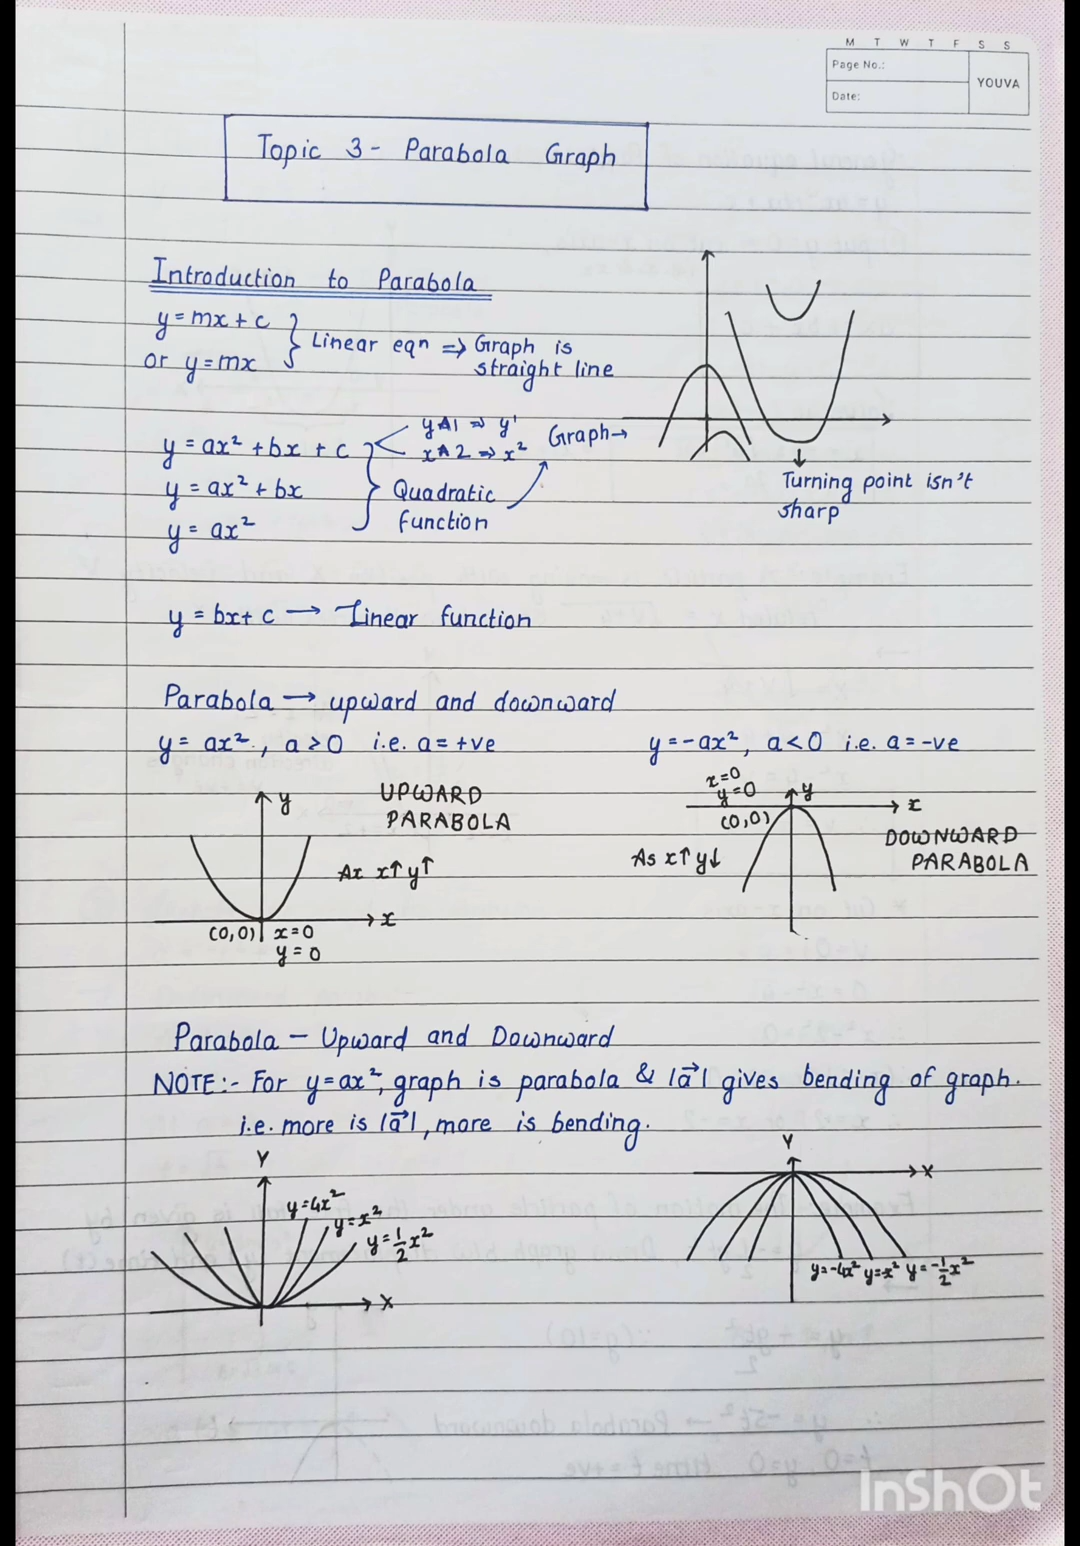 M T W T F S S
Page No.:
YOUVA
Date:
Topic 3 - Parabola Graph
Introduction to Parabola
y = mx + c
or y = mx
Linear eqn ⇒ Graph is
straight line
y = ax² + bx + c
y = ax² + bx
y = ax²
y^1 ⇒ y¹
x^2 ⇒ x²
Graph→
Quadratic
function
↓
Turning point isn't
sharp
y = bx + c → Linear function
Parabola → upward and downward
y = ax², a > 0 i.e. a = +ve
y = -ax², a < 0 i.e. a = -ve
y
UPWARD
PARABOLA
As x↑ y↑
x
(0,0) x=0
y=0
x=0
y=0
(0,0)
y
x
As x↑ y↓
DOWNWARD
PARABOLA
Parabola - Upward and Downward
NOTE:- For y=ax², graph is parabola & |a⃗| gives bending of graph.
i.e. more is |a⃗|, more is bending.
Y
y=4x²
y=x²
y=½x²
X
Y
X
y=-4x² y=-x² y=-½x²
InShOt